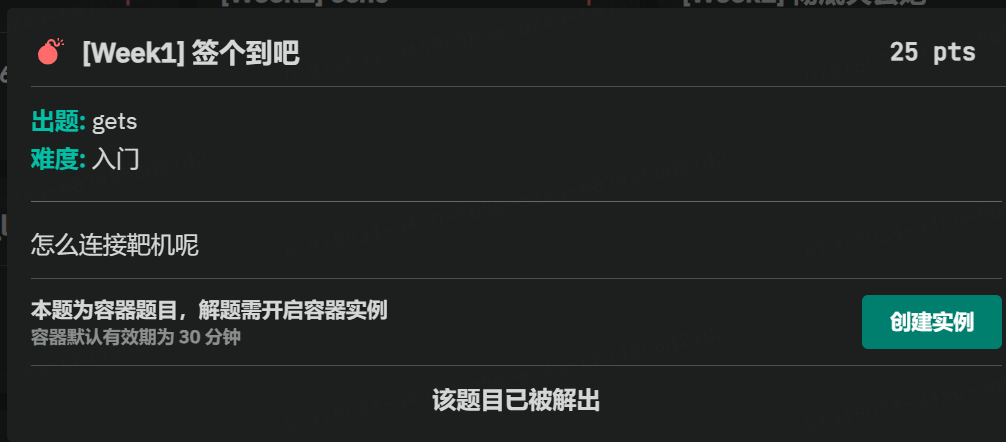 [Week1] 签个到吧
25 pts
出题: gets
难度: 入门
怎么连接靶机呢
本题为容器题目，解题需开启容器实例
容器默认有效期为 30 分钟
创建实例
该题目已被解出